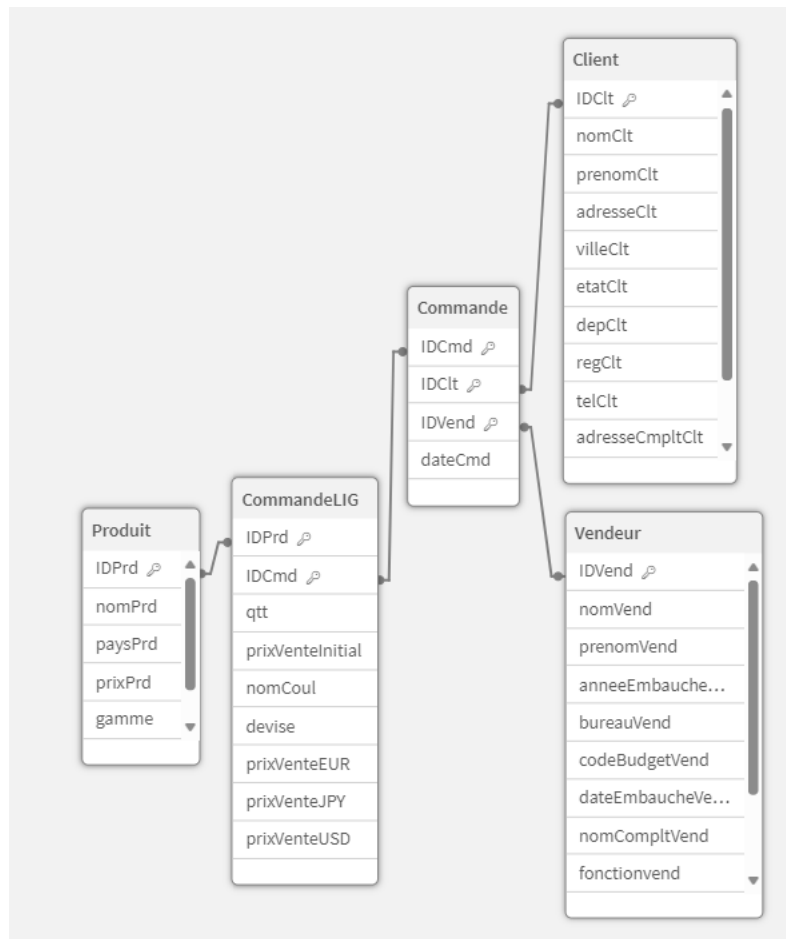 Client
IDClt
nomClt
prenomClt
adresseClt
villeClt
etatClt
depClt
regClt
telClt
adresseCmpltClt
Commande
IDCmd
IDClt
IDVend
dateCmd
CommandeLIG
IDPrd
IDCmd
qtt
prixVenteInitial
nomCoul
devise
prixVenteEUR
prixVenteJPY
prixVenteUSD
Produit
IDPrd
nomPrd
paysPrd
prixPrd
gamme
Vendeur
IDVend
nomVend
prenomVend
anneeEmbauche...
bureauVend
codeBudgetVend
dateEmbaucheVe...
nomCompltVend
fonctionvend